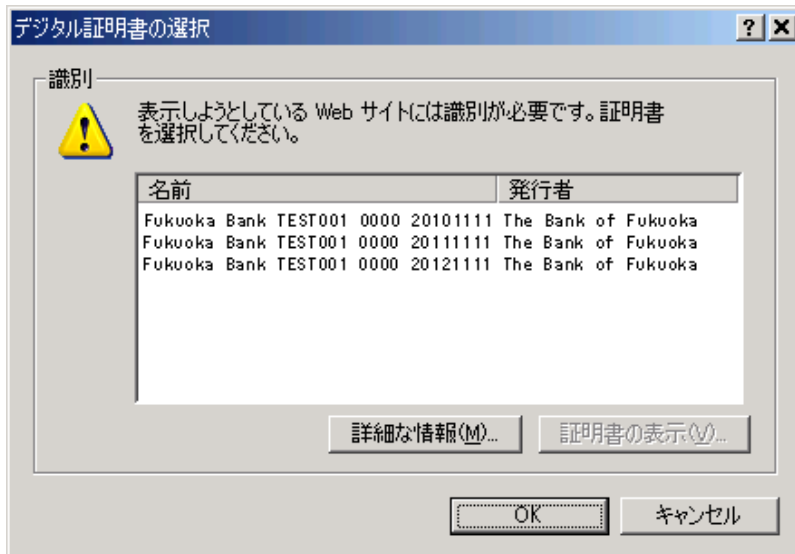 デジタル証明書の選択
識別
表示しようとしている Web サイトには識別が必要です。証明書
を選択してください。
名前 発行者
Fukuoka Bank TEST001 0000 20101111 The Bank of Fukuoka
Fukuoka Bank TEST001 0000 20111111 The Bank of Fukuoka
Fukuoka Bank TEST001 0000 20121111 The Bank of Fukuoka
詳細な情報(M)... 証明書の表示(V)...
OK キャンセル